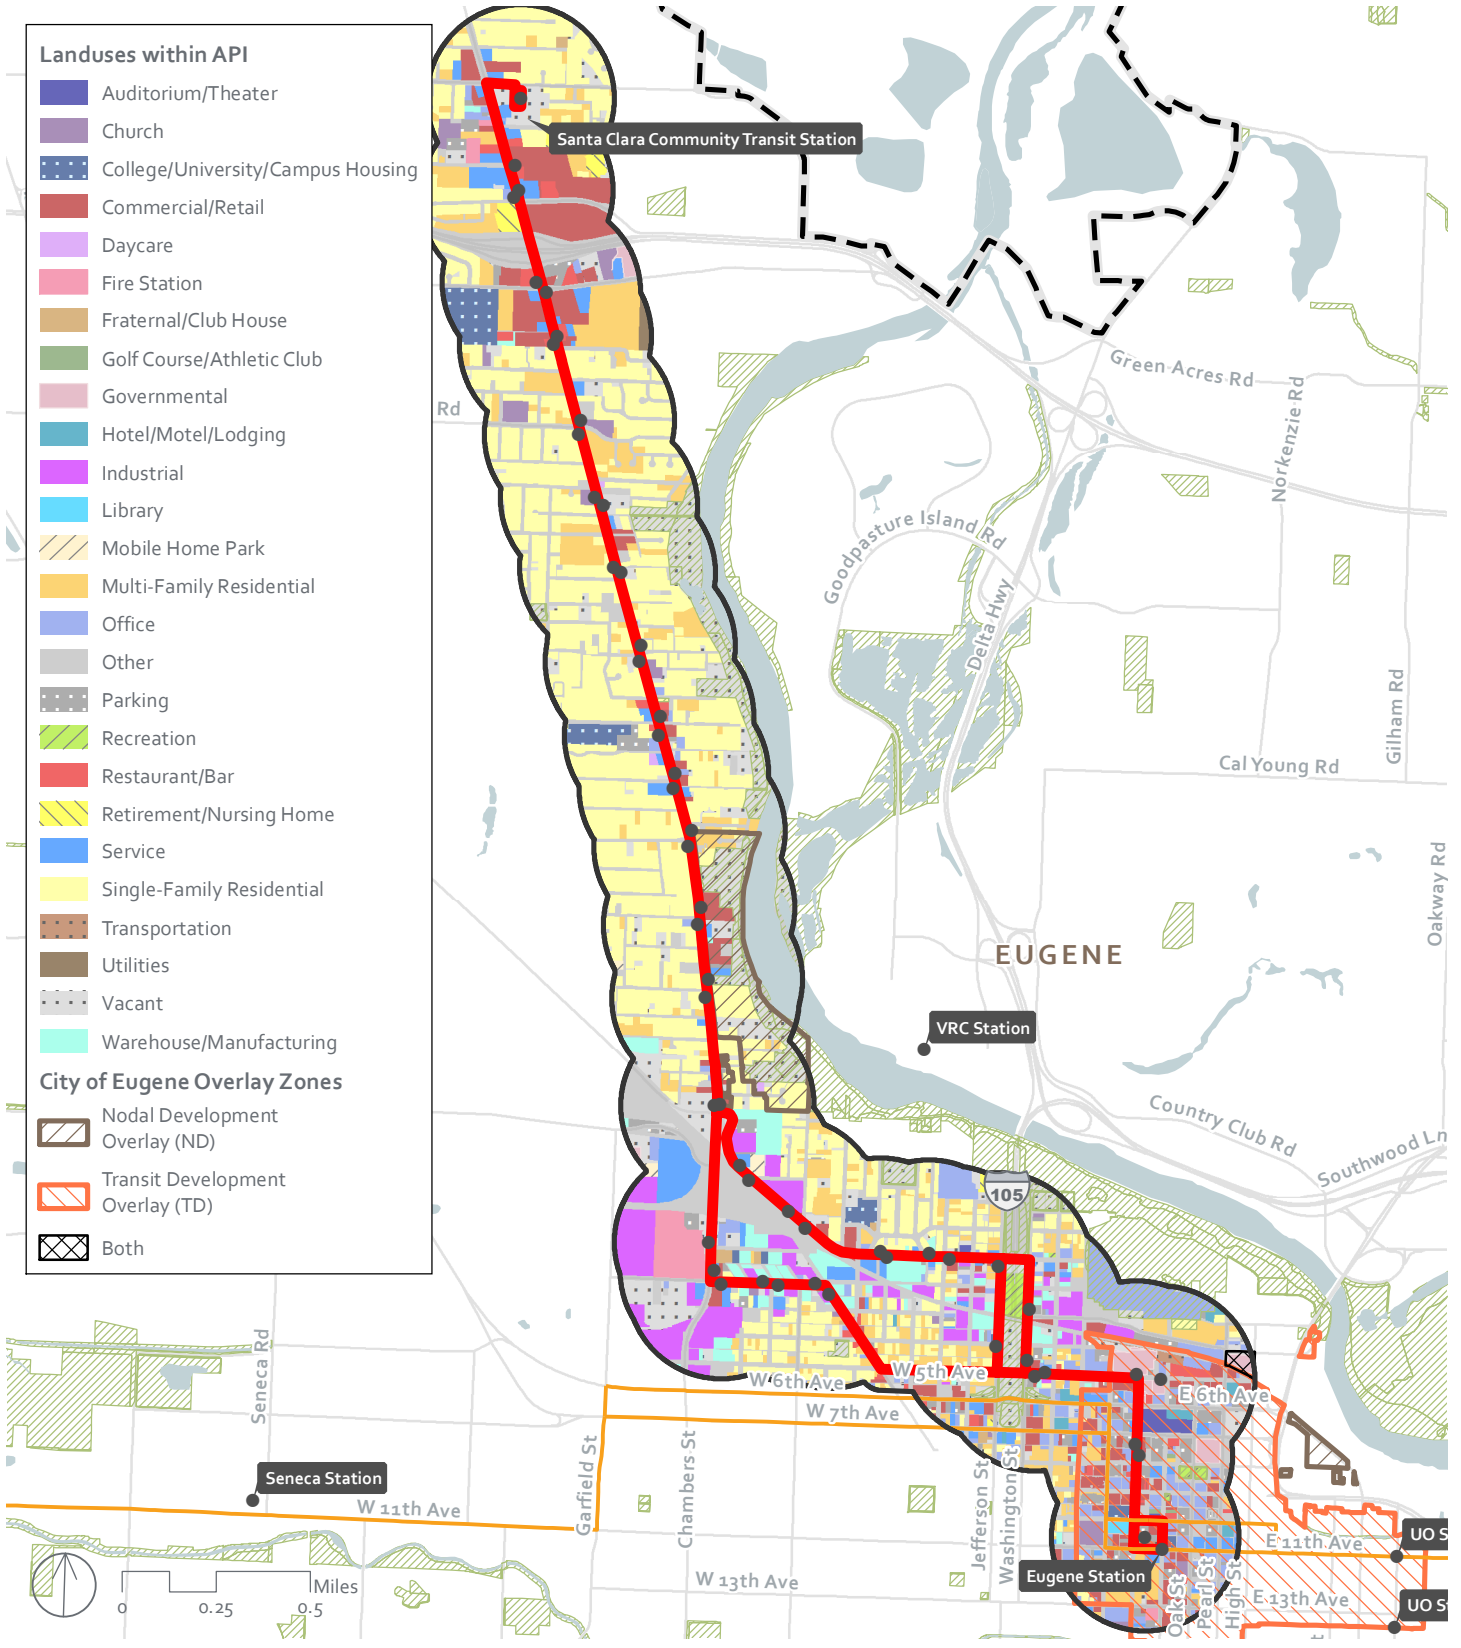 Landuses within API
Auditorium/Theater
Church
College/University/Campus Housing
Commercial/Retail
Daycare
Fire Station
Fraternal/Club House
Golf Course/Athletic Club
Governmental
Hotel/Motel/Lodging
Industrial
Library
Mobile Home Park
Multi-Family Residential
Office
Other
Parking
Recreation
Restaurant/Bar
Retirement/Nursing Home
Service
Single-Family Residential
Transportation
Utilities
Vacant
Warehouse/Manufacturing
City of Eugene Overlay Zones
Nodal Development
Overlay (ND)
Transit Development
Overlay (TD)
Both
Santa Clara Community Transit Station
Rd
Green Acres Rd
Norkenzie Rd
Goodpasture Island Rd
Delta Hwy
Gilham Rd
Cal Young Rd
Oakway Rd
EUGENE
VRC Station
Country Club Rd
Southwood Ln
105
W 5th Ave
W 6th Ave
E 6th Ave
W 7th Ave
Seneca Rd
Garfield St
Chambers St
Jefferson St
Washington St
Seneca Station
W 11th Ave
E 11th Ave
UO S
Eugene Station
W 13th Ave
Oak St
Pearl St
High St
E 13th Ave
UO St
Miles
0
0.25
0.5